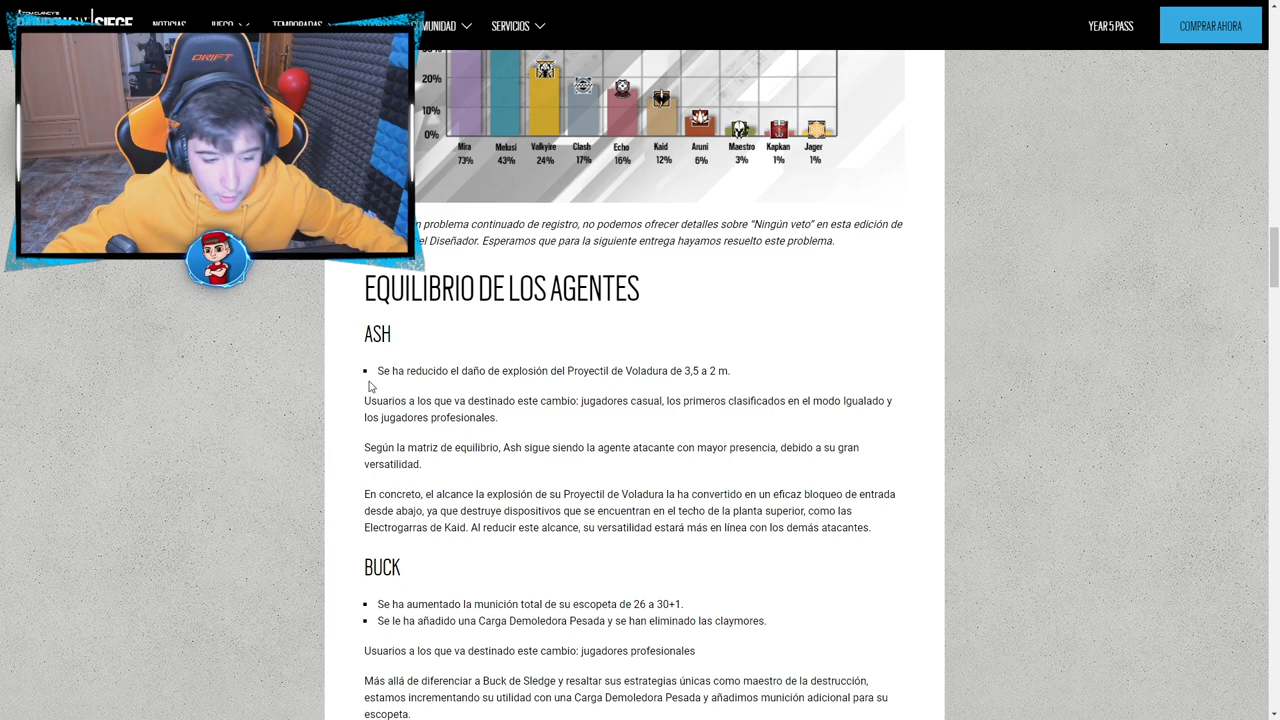 TOM CLANCY'S
SIEGE
NOTICIAS JUEGO TEMPORADAS SERVICIOS YEAR 5 PASS COMPRAR AHORA
DRIFT
20%
10%
0%
Mira Melusi Valkyire Clash Echo Kaid Aruni Maestro Kapkan Jager
73% 43% 24% 17% 16% 12% 6% 3% 1% 1%
n problema continuado de registro, no podemos ofrecer detalles sobre “Ningún veto” en esta edición de
el Diseñador. Esperamos que para la siguiente entrega hayamos resuelto este problema.
EQUILIBRIO DE LOS AGENTES
ASH
Se ha reducido el daño de explosión del Proyectil de Voladura de 3,5 a 2 m.
Usuarios a los que va destinado este cambio: jugadores casual, los primeros clasificados en el modo Igualado y
los jugadores profesionales.
Según la matriz de equilibrio, Ash sigue siendo la agente atacante con mayor presencia, debido a su gran
versatilidad.
En concreto, el alcance la explosión de su Proyectil de Voladura la ha convertido en un eficaz bloqueo de entrada
desde abajo, ya que destruye dispositivos que se encuentran en el techo de la planta superior, como las
Electrogarras de Kaid. Al reducir este alcance, su versatilidad estará más en línea con los demás atacantes.
BUCK
Se ha aumentado la munición total de su escopeta de 26 a 30+1.
Se le ha añadido una Carga Demoledora Pesada y se han eliminado las claymores.
Usuarios a los que va destinado este cambio: jugadores profesionales
Más allá de diferenciar a Buck de Sledge y resaltar sus estrategias únicas como maestro de la destrucción,
estamos incrementando su utilidad con una Carga Demoledora Pesada y añadimos munición adicional para su
escopeta.